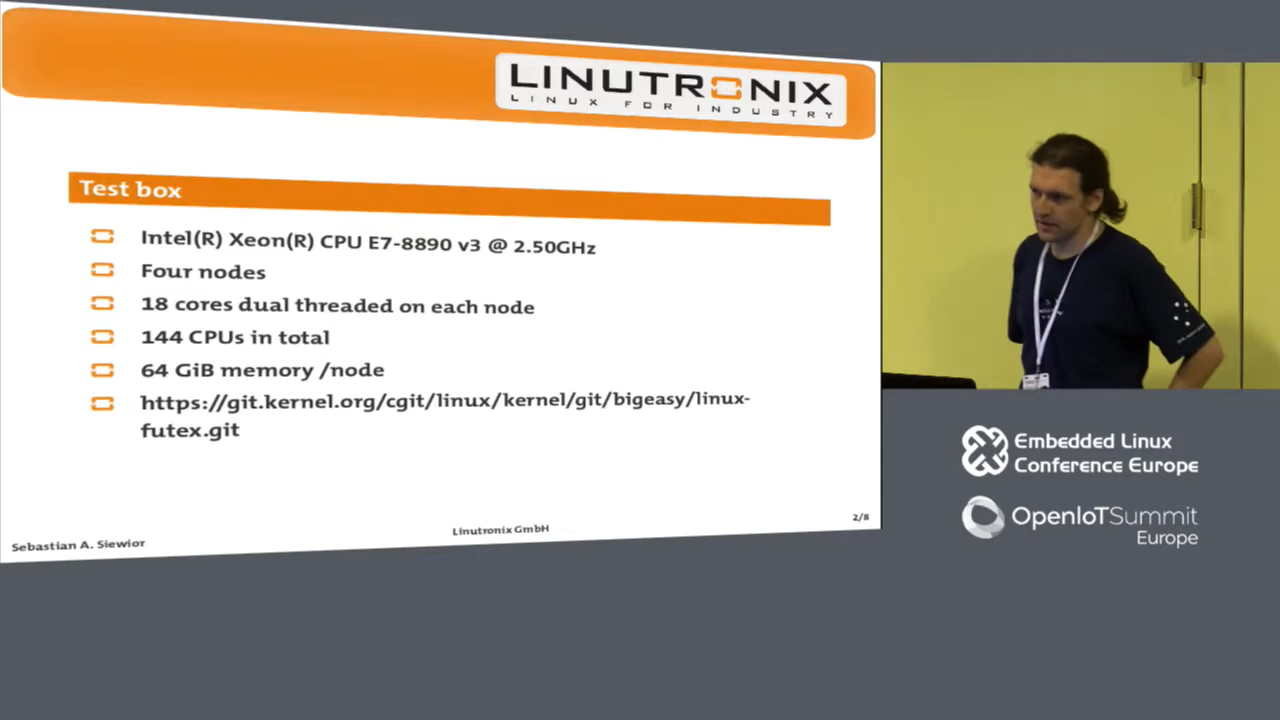 LINUTRONIX
LINUX FOR INDUSTRY
Test box
Intel(R) Xeon(R) CPU E7-8890 v3 @ 2.50GHz
Four nodes
18 cores dual threaded on each node
144 CPUs in total
64 GiB memory /node
https://git.kernel.org/cgit/linux/kernel/git/bigeasy/linux-
futex.git
Sebastian A. Siewior
Linutronix GmbH
2/8
Embedded Linux
Conference Europe
OpenIoTSummit
Europe